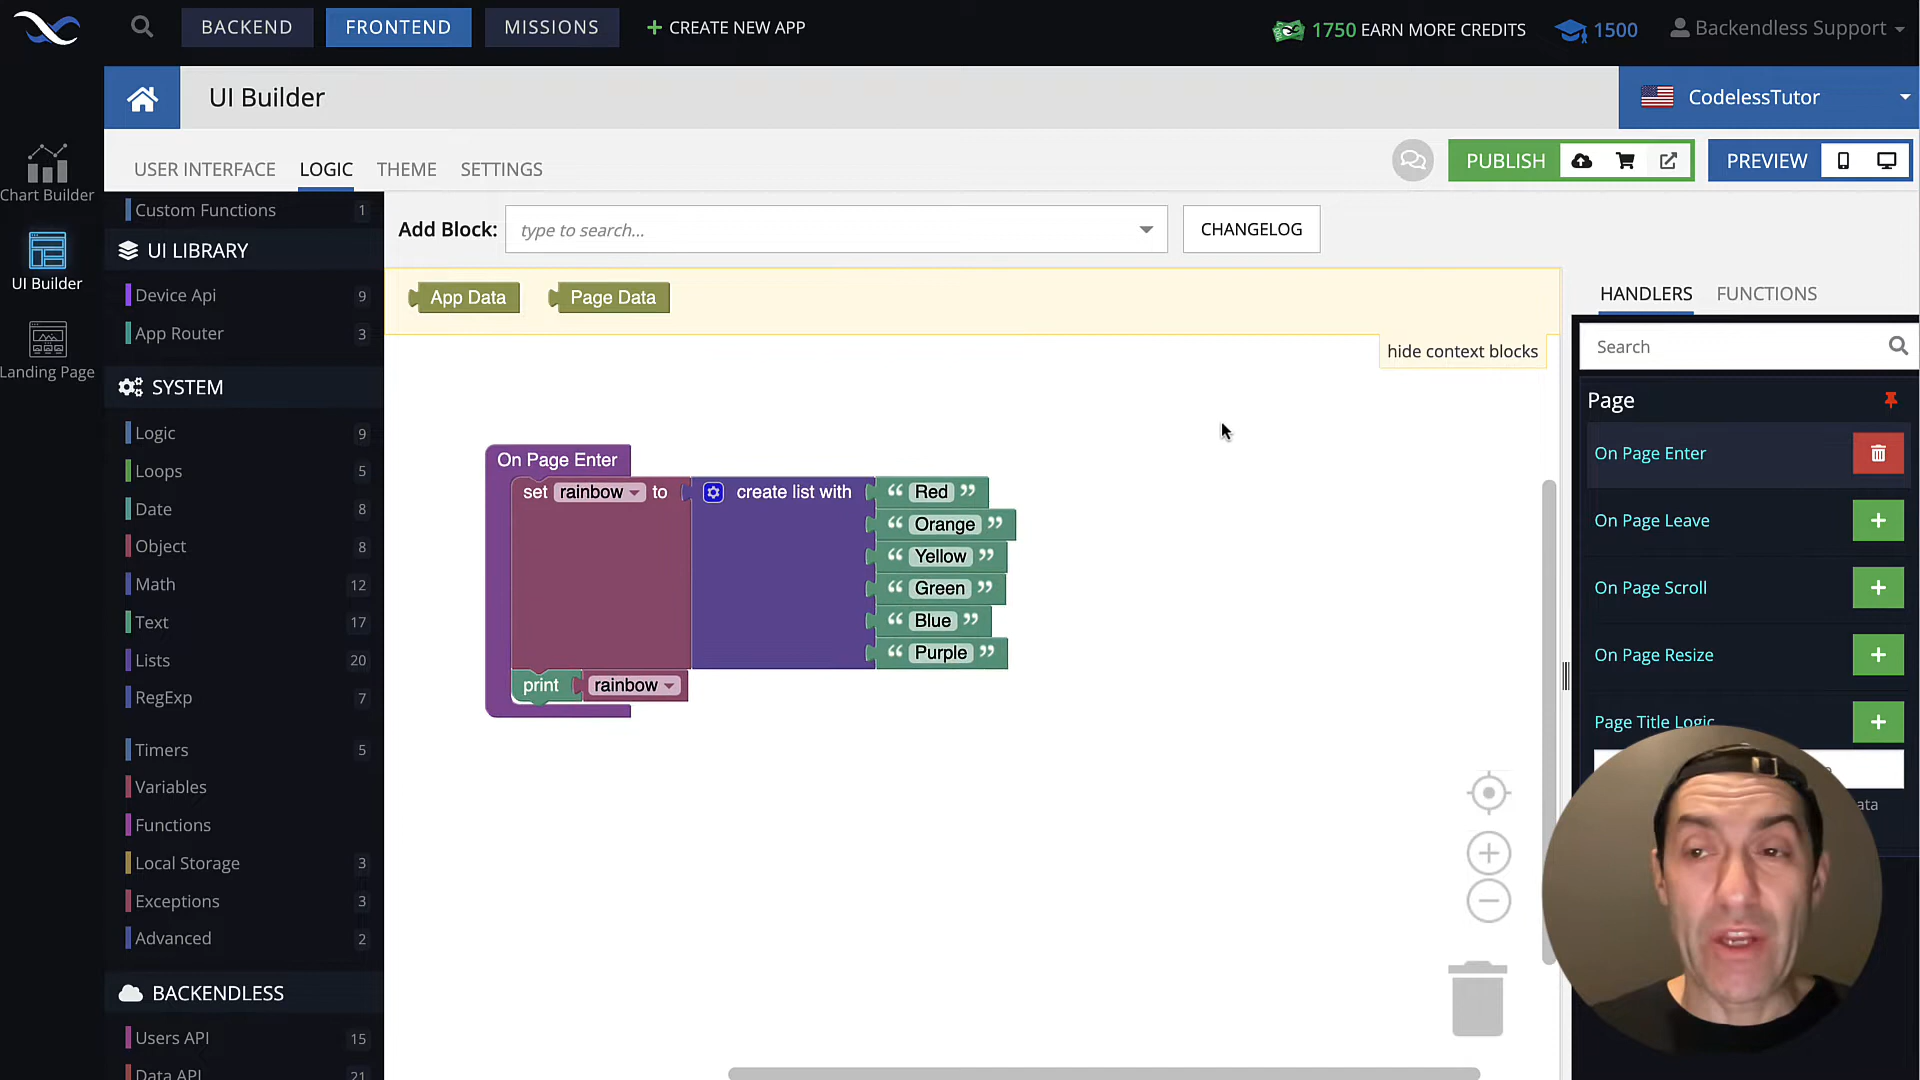 BACKEND
FRONTEND
MISSIONS
+ CREATE NEW APP
1750 EARN MORE CREDITS
1500
Backendless Support
UI Builder
CodelessTutor
USER INTERFACE
LOGIC
THEME
SETTINGS
PUBLISH
PREVIEW
Chart Builder
UI Builder
Landing Page
Custom Functions 1
UI LIBRARY
Device Api 9
App Router 3
SYSTEM
Logic 9
Loops 5
Date 8
Object 8
Math 12
Text 17
Lists 20
RegExp 7
Timers 5
Variables
Functions
Local Storage 3
Exceptions 3
Advanced 2
BACKENDLESS
Users API 15
Data API 21
Add Block:
type to search...
CHANGELOG
App Data
Page Data
hide context blocks
On Page Enter
set rainbow to create list with “ Red ”
“ Orange ”
“ Yellow ”
“ Green ”
“ Blue ”
“ Purple ”
print rainbow
HANDLERS
FUNCTIONS
Search
Page
On Page Enter
On Page Leave
On Page Scroll
On Page Resize
Page Title Logic
ata